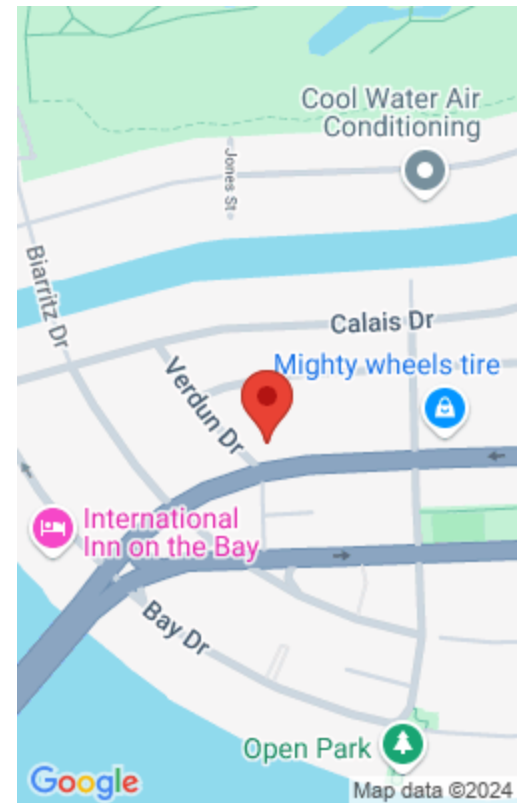 Cool Water Air
Conditioning
Jones St
Biarritz Dr
Calais Dr
Mighty wheels tire
Verdun Dr
International
Inn on the Bay
Bay Dr
Open Park
Google
Map data ©2024